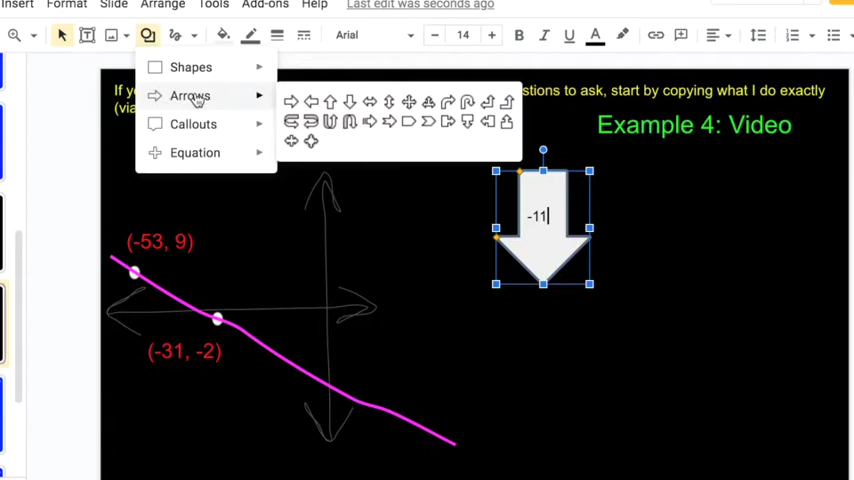 Insert Format Slide Arrange Tools Add-ons Help Last edit was seconds ago
Arial 14 B I U A
Shapes
Arrows
Callouts
Equation
If stions to ask, start by copying what I do exactly
(via
Example 4: Video
-11
(-53, 9)
(-31, -2)